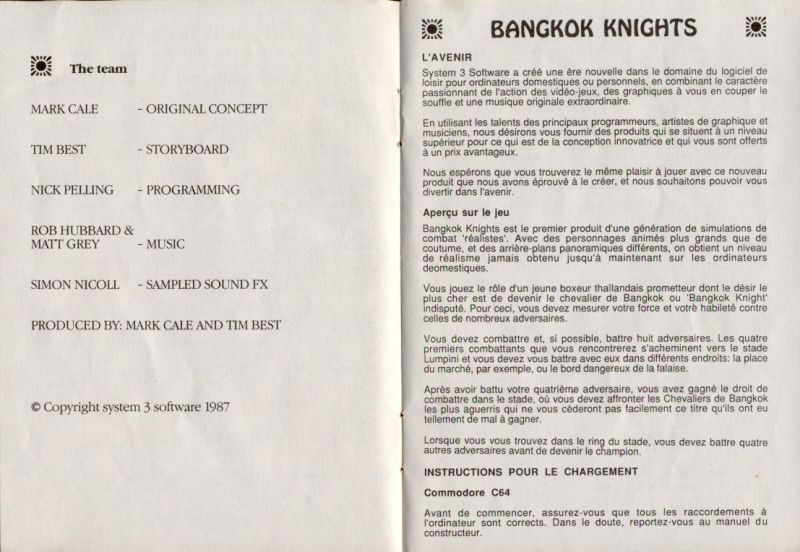 The team
MARK CALE - ORIGINAL CONCEPT
TIM BEST - STORYBOARD
NICK PELLING - PROGRAMMING
ROB HUBBARD &
MATT GREY - MUSIC
SIMON NICOLL - SAMPLED SOUND FX
PRODUCED BY: MARK CALE AND TIM BEST
© Copyright system 3 software 1987
BANGKOK KNIGHTS
L'AVENIR
System 3 Software a créé une ère nouvelle dans le domaine du logiciel de
loisir pour ordinateurs domestiques ou personnels, en combinant le caractère
passionnant de l'action des vidéo-jeux, des graphiques à vous en couper le
souffle et une musique originale extraordinaire.
En utilisant les talents des principaux programmeurs, artistes de graphique et
musiciens, nous désirons vous fournir des produits qui se situent à un niveau
supérieur pour ce qui est de la conception innovatrice et qui vous sont offerts
à un prix avantageux.
Nous espérons que vous trouverez le même plaisir à jouer avec ce nouveau
produit que nous avons éprouvé à le créer, et nous souhaitons pouvoir vous
divertir dans l'avenir.
Aperçu sur le jeu
Bangkok Knights est le premier produit d'une génération de simulations de
combat 'réalistes'. Avec des personnages animés plus grands que de
coutume, et des arrière-plans panoramiques différents, on obtient un niveau
de réalisme jamais obtenu jusqu'à maintenant sur les ordinateurs
deomestiques.
Vous jouez le rôle d'un jeune boxeur thaïlandais prometteur dont le désir le
plus cher est de devenir le chevalier de Bangkok ou 'Bangkok Knight'
indisputé. Pour ceci, vous devez mesurer votre force et votrè habileté contre
celles de nombreux adversaires.
Vous devez combattre et, si possible, battre huit adversaires. Les quatre
premiers combattants que vous rencontrerez s'acheminent vers le stade
Lumpini et vous devez vous battre avec eux dans différents endroits: la place
du marché, par exemple, ou le bord dangereux de la falaise.
Après avoir battu votre quatrième adversaire, vous avez gagné le droit de
combattre dans le stade, où vous devez affronter les Chevaliers de Bangkok
les plus aguerris qui ne vous cèderont pas facilement ce titre qu'ils ont eu
tellement de mal à gagner.
Lorsque vous vous trouvez dans le ring du stade, vous devez battre quatre
autres adversaires avant de devenir le champion.
INSTRUCTIONS POUR LE CHARGEMENT
Commodore C64
Avant de commencer, assurez-vous que tous les raccordements à
l'ordinateur sont corrects. Dans le doute, reportez-vous au manuel du
constructeur.